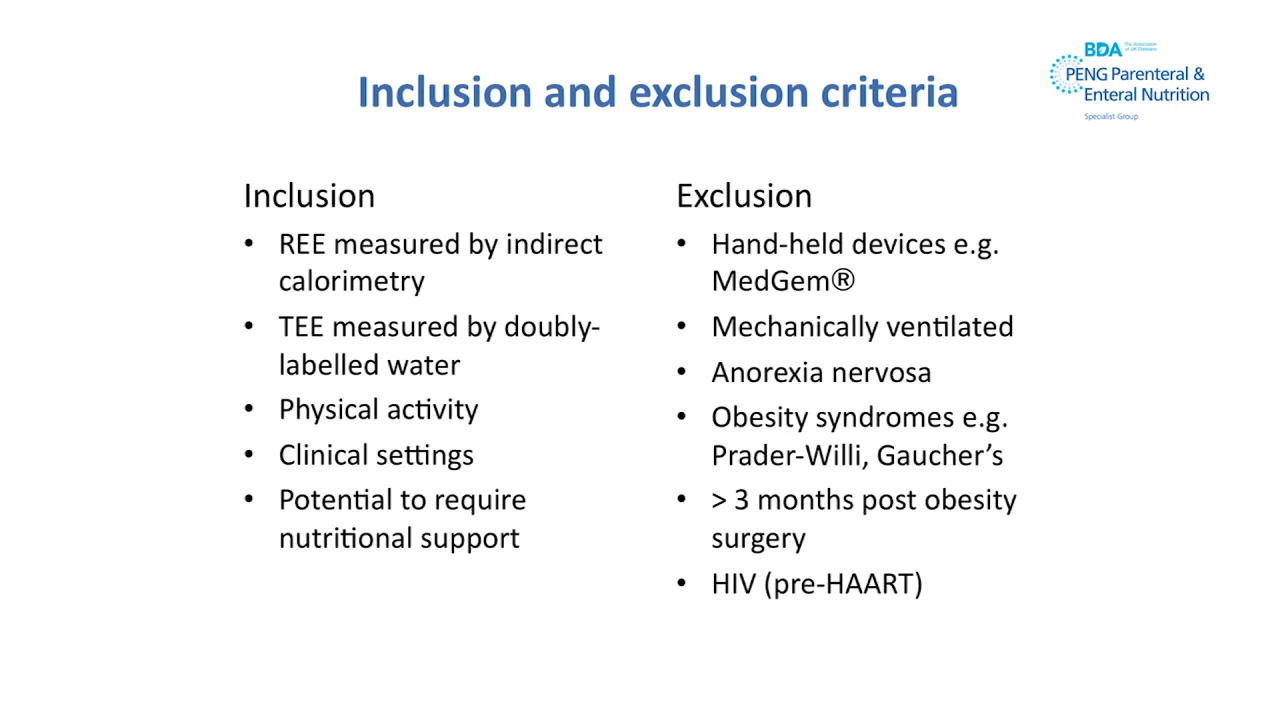 BDA The Association of UK Dietitians
PENG Parenteral &
Enteral Nutrition
Specialist Group
Inclusion and exclusion criteria
Inclusion
• REE measured by indirect
calorimetry
• TEE measured by doubly-
labelled water
• Physical activity
• Clinical settings
• Potential to require
nutritional support
Exclusion
• Hand-held devices e.g.
MedGem®
• Mechanically ventilated
• Anorexia nervosa
• Obesity syndromes e.g.
Prader-Willi, Gaucher’s
• > 3 months post obesity
surgery
• HIV (pre-HAART)